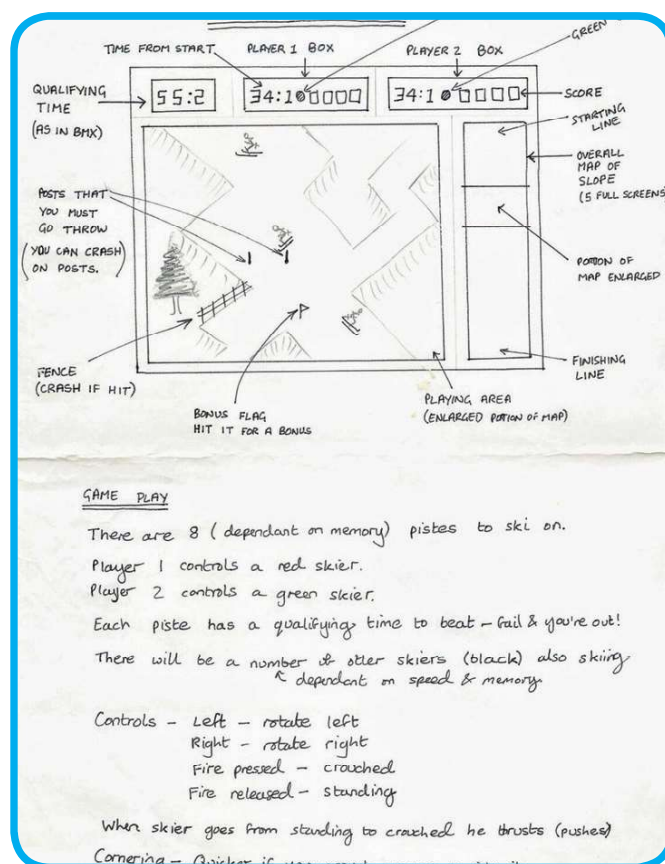 GREEN
TIME FROM START
PLAYER 1 BOX
PLAYER 2 BOX
QUALIFYING
TIME
(AS IN BMX)
55:2
34:1
34:1
SCORE
STARTING
LINE
OVERALL
MAP OF
SLOPE
(5 FULL SCREENS)
POSTS THAT
YOU MUST
GO THROW
(YOU CAN CRASH
ON POSTS.)
POTION OF
MAP ENLARGED
FENCE
(CRASH IF HIT)
BONUS FLAG
HIT IT FOR A BONUS
PLAYING AREA
(ENLARGED POTION OF MAP)
FINISHING
LINE
GAME PLAY
There are 8 (dependant on memory) pistes to ski on.
Player 1 controls a red skier.
Player 2 controls a green skier.
Each piste has a qualifying time to beat – fail & you're out!
There will be a number of other skiers (black) also skiing
dependant on speed & memory.
Controls – Left – rotate left
Right – rotate right
Fire pressed – crouched
Fire released – standing
When skier goes from standing to crouched he thrusts (pushes)
Cornering – Quicker if you